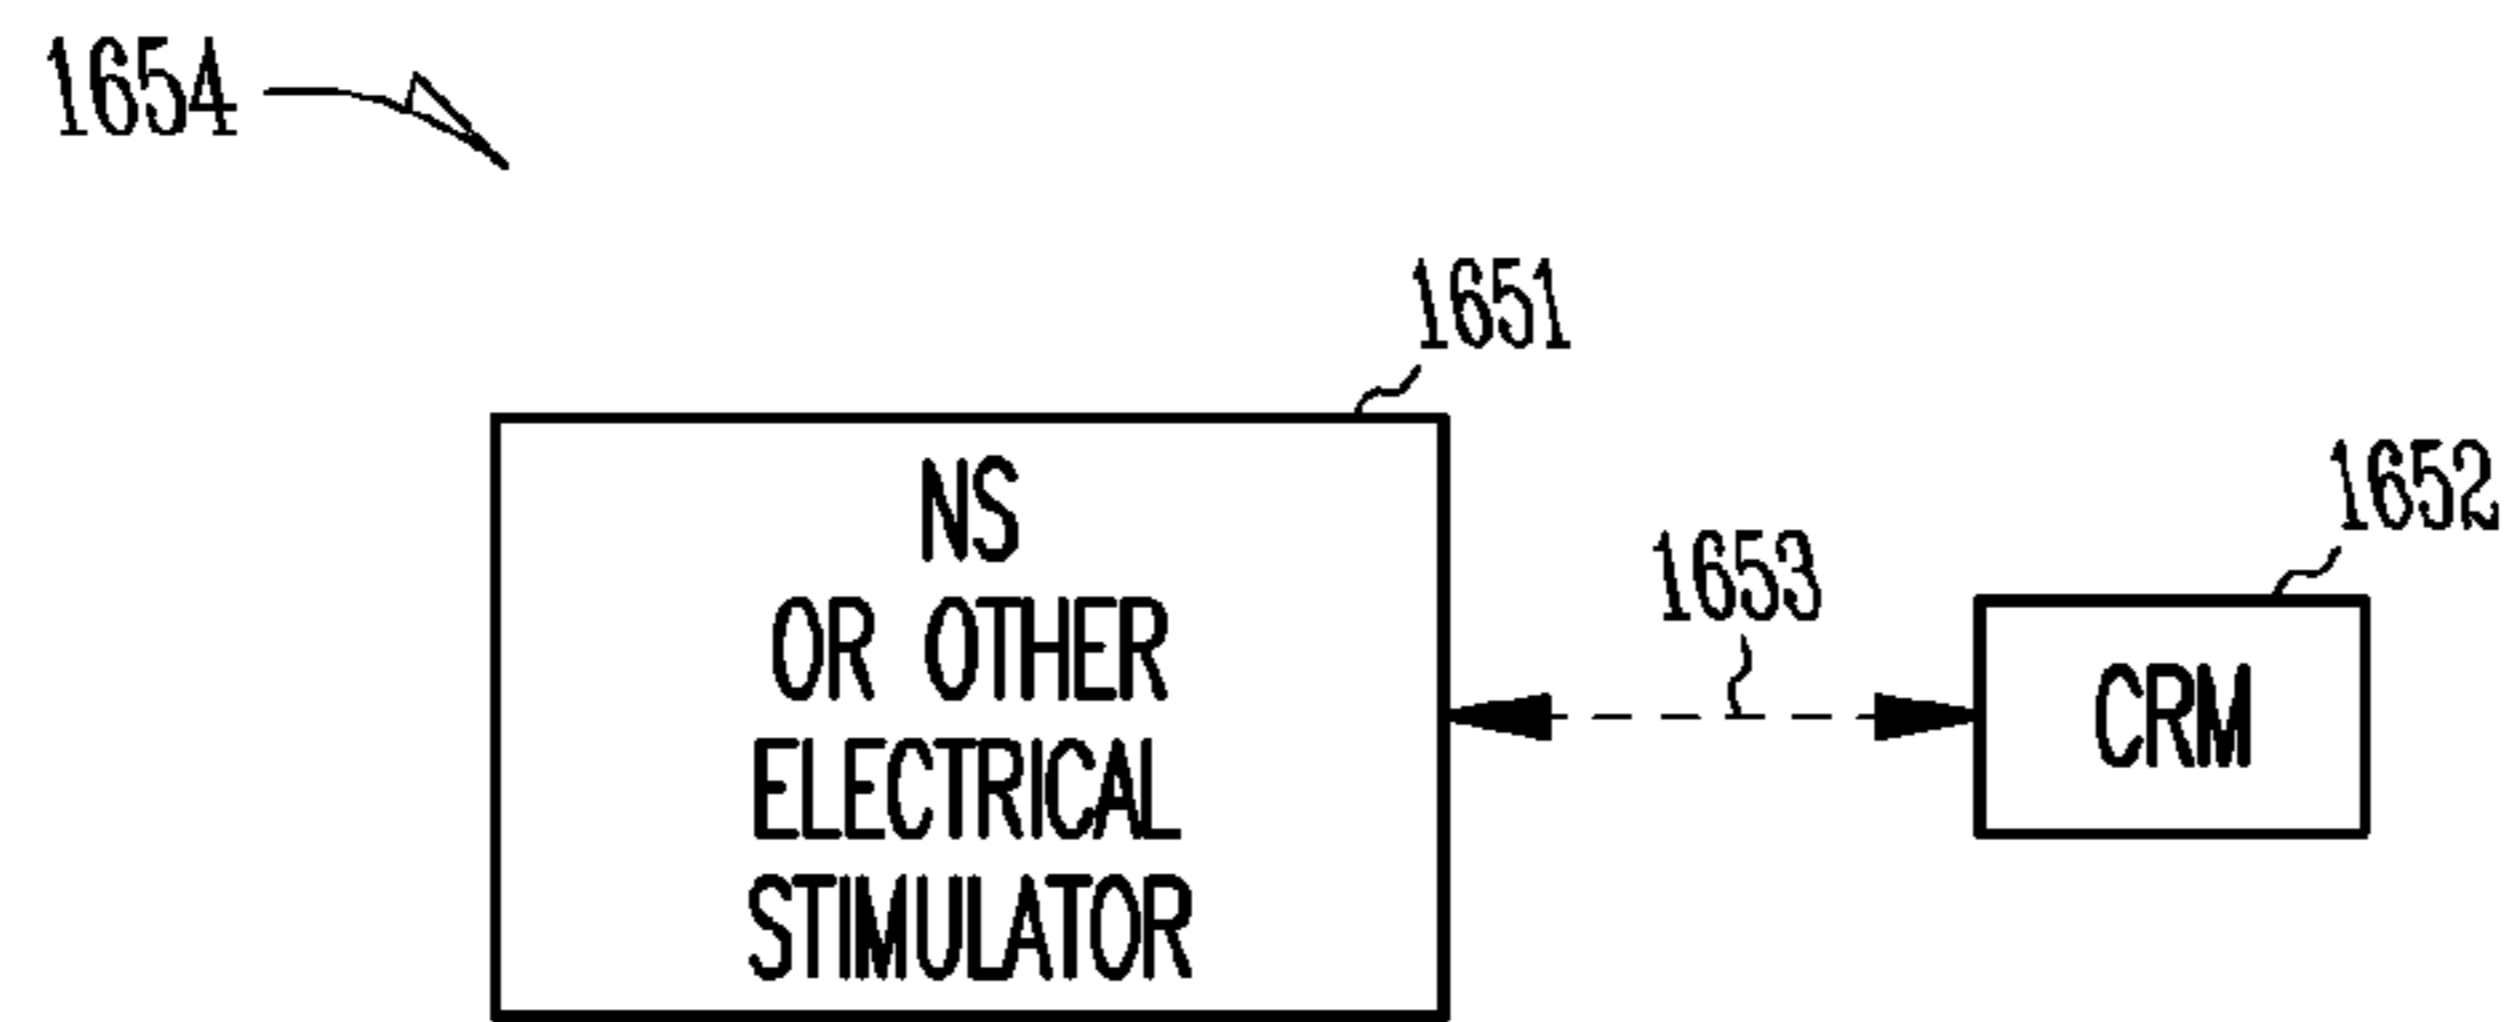 1654
1651
NS
OR OTHER
ELECTRICAL
STIMULATOR
1653
1652
CRM